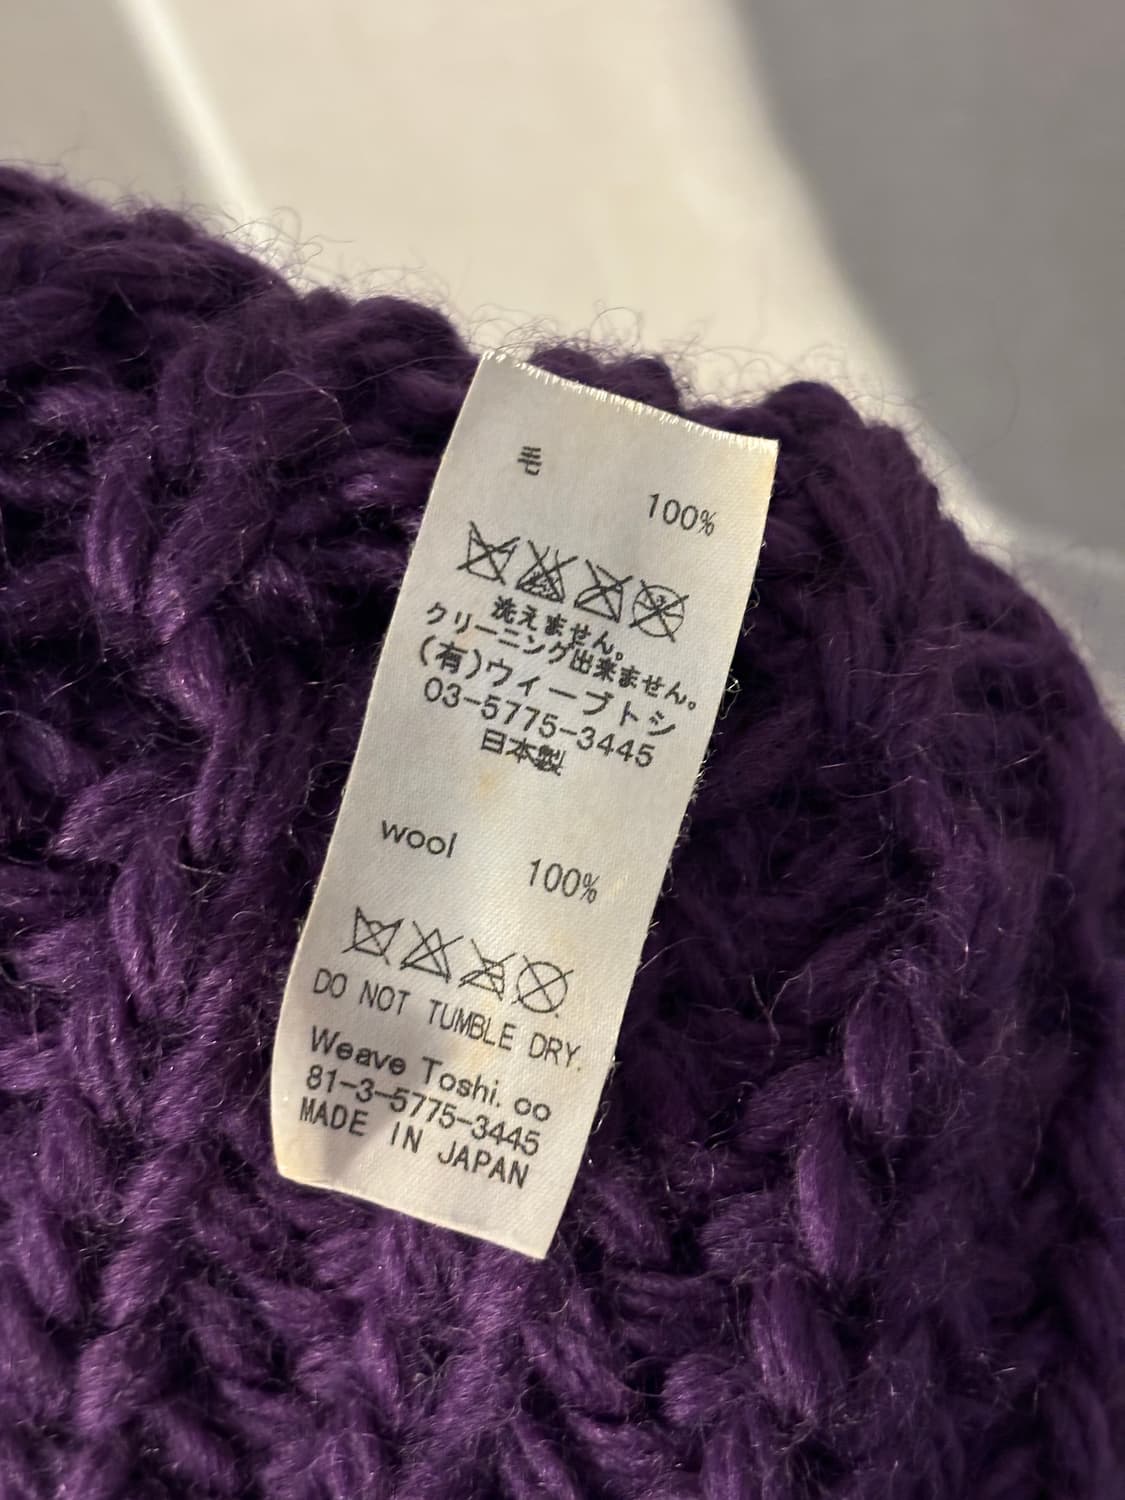 毛
100%
洗えません。
クリーニング出来ません。
(有)ウィーブトシ
03-5775-3445
日本製
wool
100%
DO NOT TUMBLE DRY.
Weave Toshi. co
81-3-5775-3445
MADE IN JAPAN